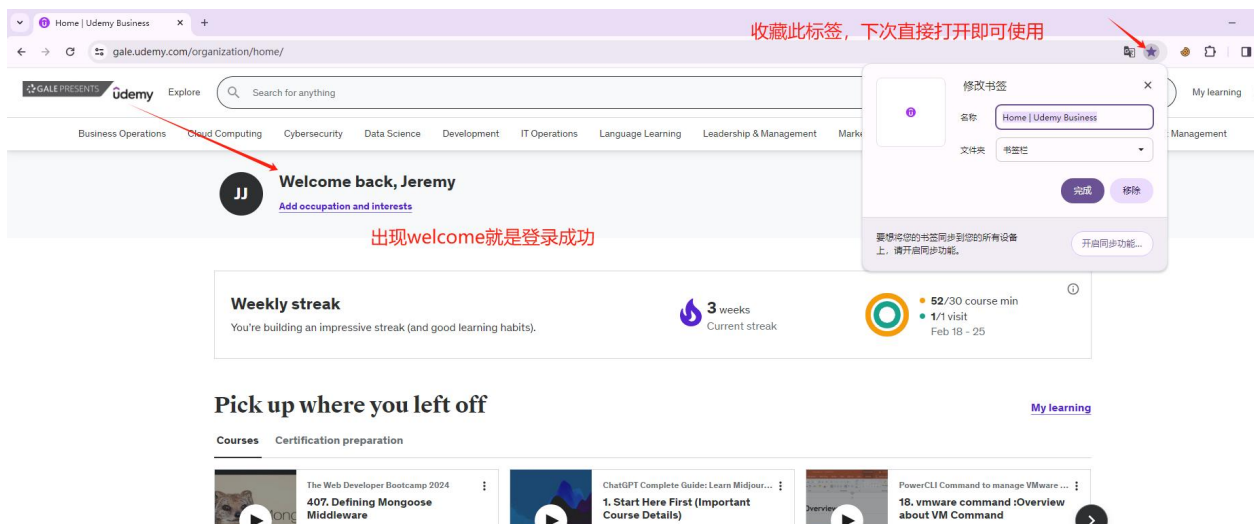 Home | Udemy Business
收藏此标签，下次直接打开即可使用
gale.udemy.com/organization/home/
GALE PRESENTS
ûdemy
Explore
Search for anything
My learning
Business Operations
Cloud Computing
Cybersecurity
Data Science
Development
IT Operations
Language Learning
Leadership & Management
Management
修改书签
名称
Home | Udemy Business
文件夹
书签栏
完成
移除
要想将您的书签同步到您的所有设备
上，请开启同步功能。
开启同步功能...
JJ
Welcome back, Jeremy
Add occupation and interests
出现welcome就是登录成功
Weekly streak
You're building an impressive streak (and good learning habits).
3 weeks
Current streak
52/30 course min
1/1 visit
Feb 18 - 25
Pick up where you left off
My learning
Courses
Certification preparation
The Web Developer Bootcamp 2024
407. Defining Mongoose
Middleware
ChatGPT Complete Guide: Learn Midjour...
1. Start Here First (Important
Course Details)
Overview
PowerCLI Command to manage VMware ...
18. vmware command :Overview
about VM Command